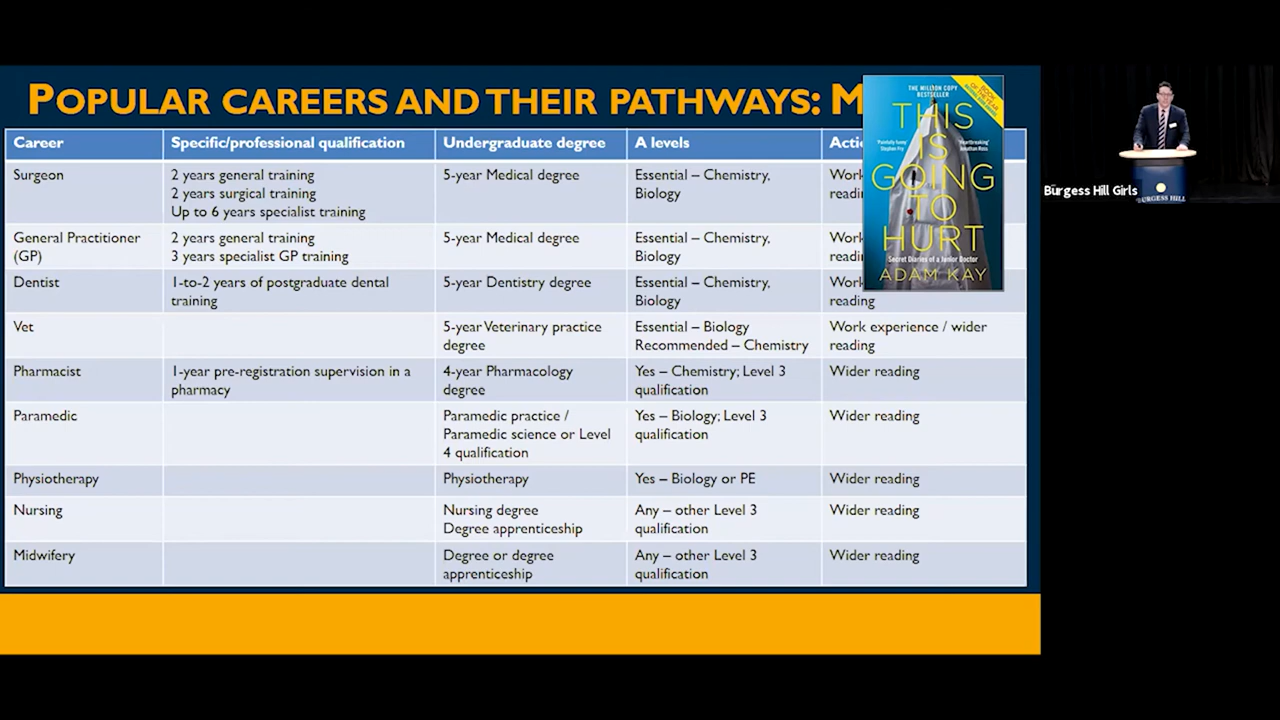 POPULAR CAREERS AND THEIR PATHWAYS: M
Career Specific/professional qualification Undergraduate degree A levels
Surgeon
2 years general training
2 years surgical training
Up to 6 years specialist training
5-year Medical degree
Essential – Chemistry,
Biology
Work
General Practitioner
(GP)
2 years general training
3 years specialist GP training
5-year Medical degree
Essential – Chemistry,
Biology
Work
Dentist
1-to-2 years of postgraduate dental
training
5-year Dentistry degree
Essential – Chemistry,
Biology
Work
reading
Vet
5-year Veterinary practice
degree
Essential – Biology
Recommended – Chemistry
Work experience / wider
reading
Pharmacist
1-year pre-registration supervision in a
pharmacy
4-year Pharmacology
degree
Yes – Chemistry; Level 3
qualification
Wider reading
Paramedic
Paramedic practice /
Paramedic science or Level
4 qualification
Yes – Biology; Level 3
qualification
Wider reading
Physiotherapy
Physiotherapy
Yes – Biology or PE
Wider reading
Nursing
Nursing degree
Degree apprenticeship
Any – other Level 3
qualification
Wider reading
Midwifery
Degree or degree
apprenticeship
Any – other Level 3
qualification
Wider reading
THE MILLION COPY
BESTSELLER
THIS
IS
GOING
TO
HURT
'Painfully funny'
Stephen Fry
'Heartbreaking'
Jonathan Ross
Secret Diaries of a Junior Doctor
ADAM KAY
Burgess Hill Girls
BURGESS HILL